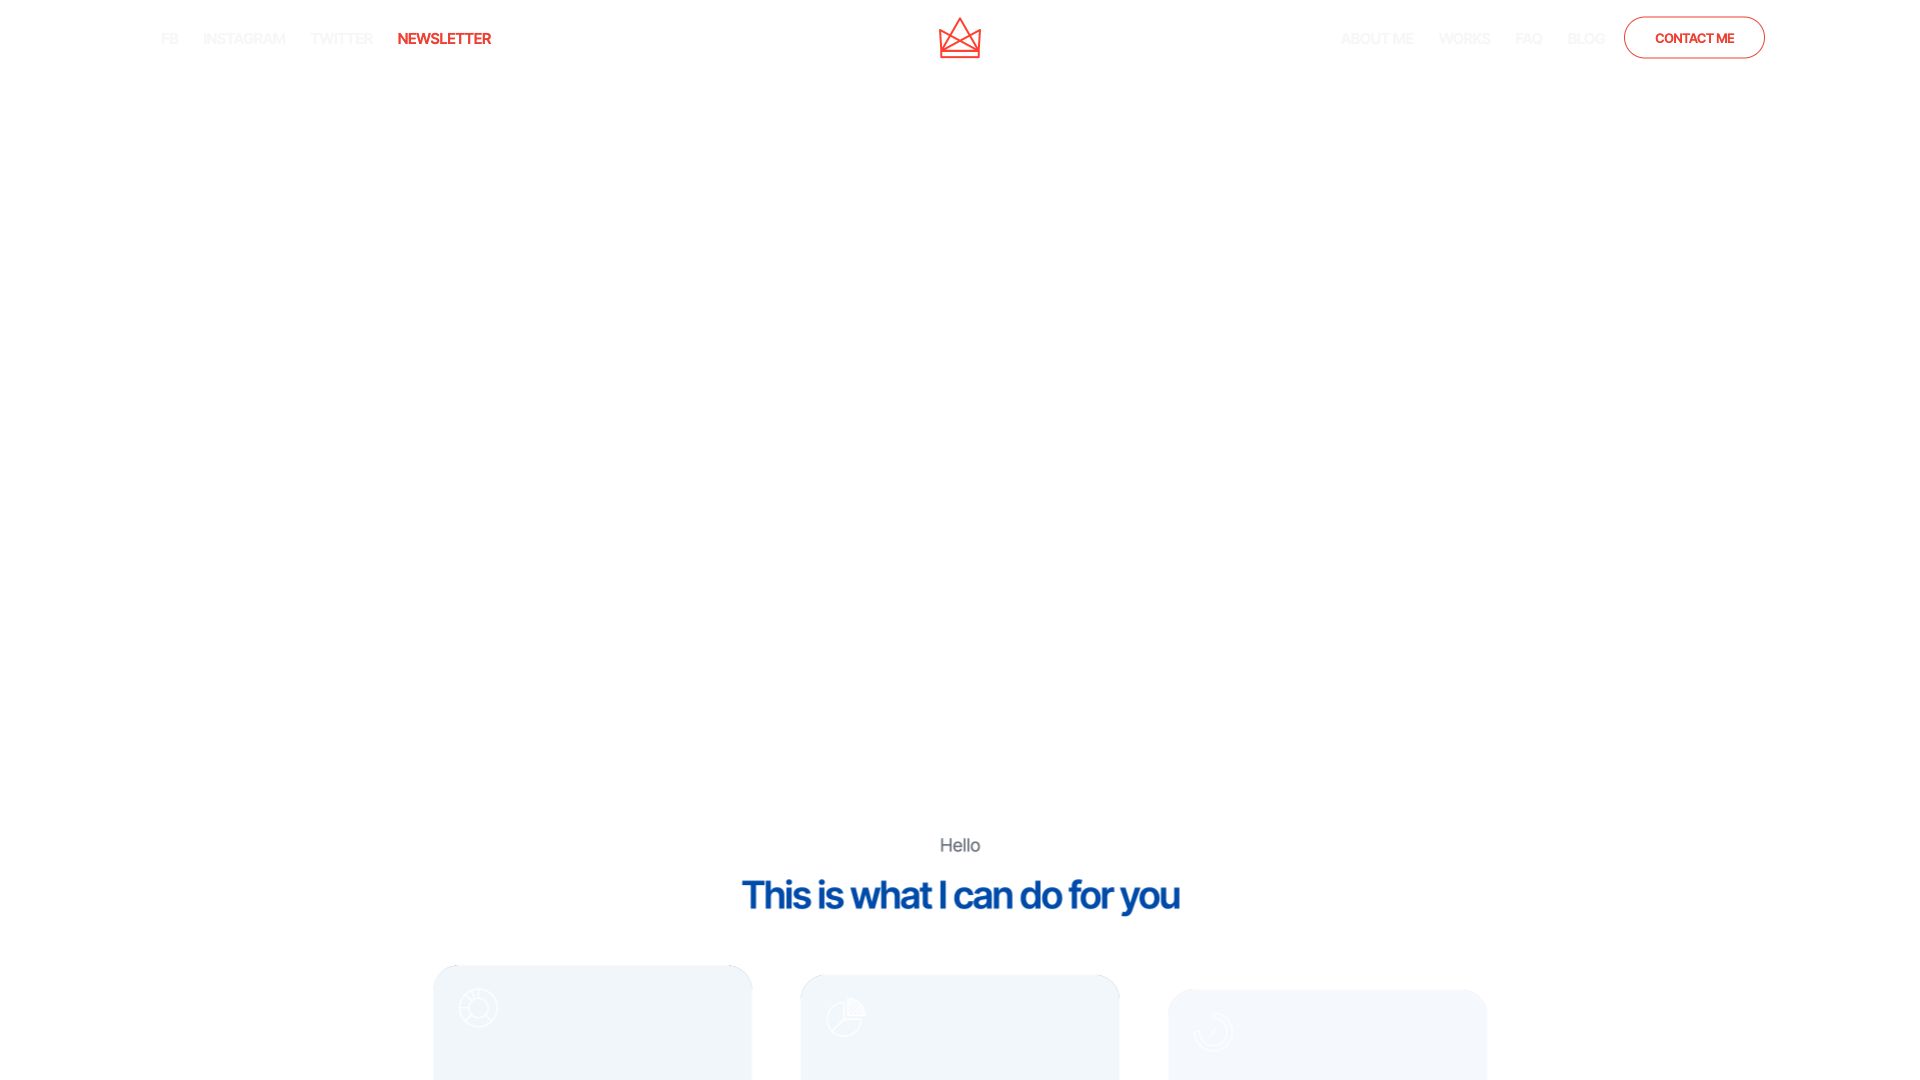 FB INSTAGRAM TWITTER NEWSLETTER ABOUT ME WORKS FAQ BLOG CONTACT ME
Hello
This is what I can do for you